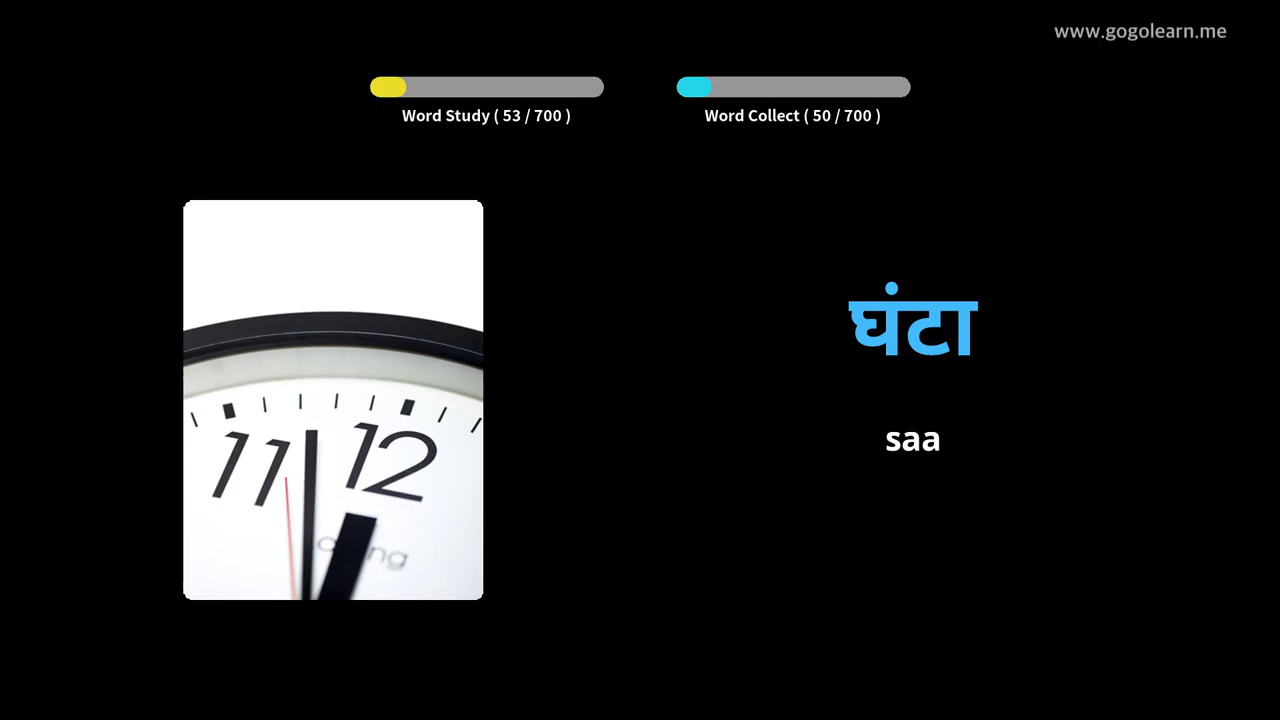 www.gogolearn.me
Word Study ( 53 / 700 )
Word Collect ( 50 / 700 )
घंटा
saa
11
12